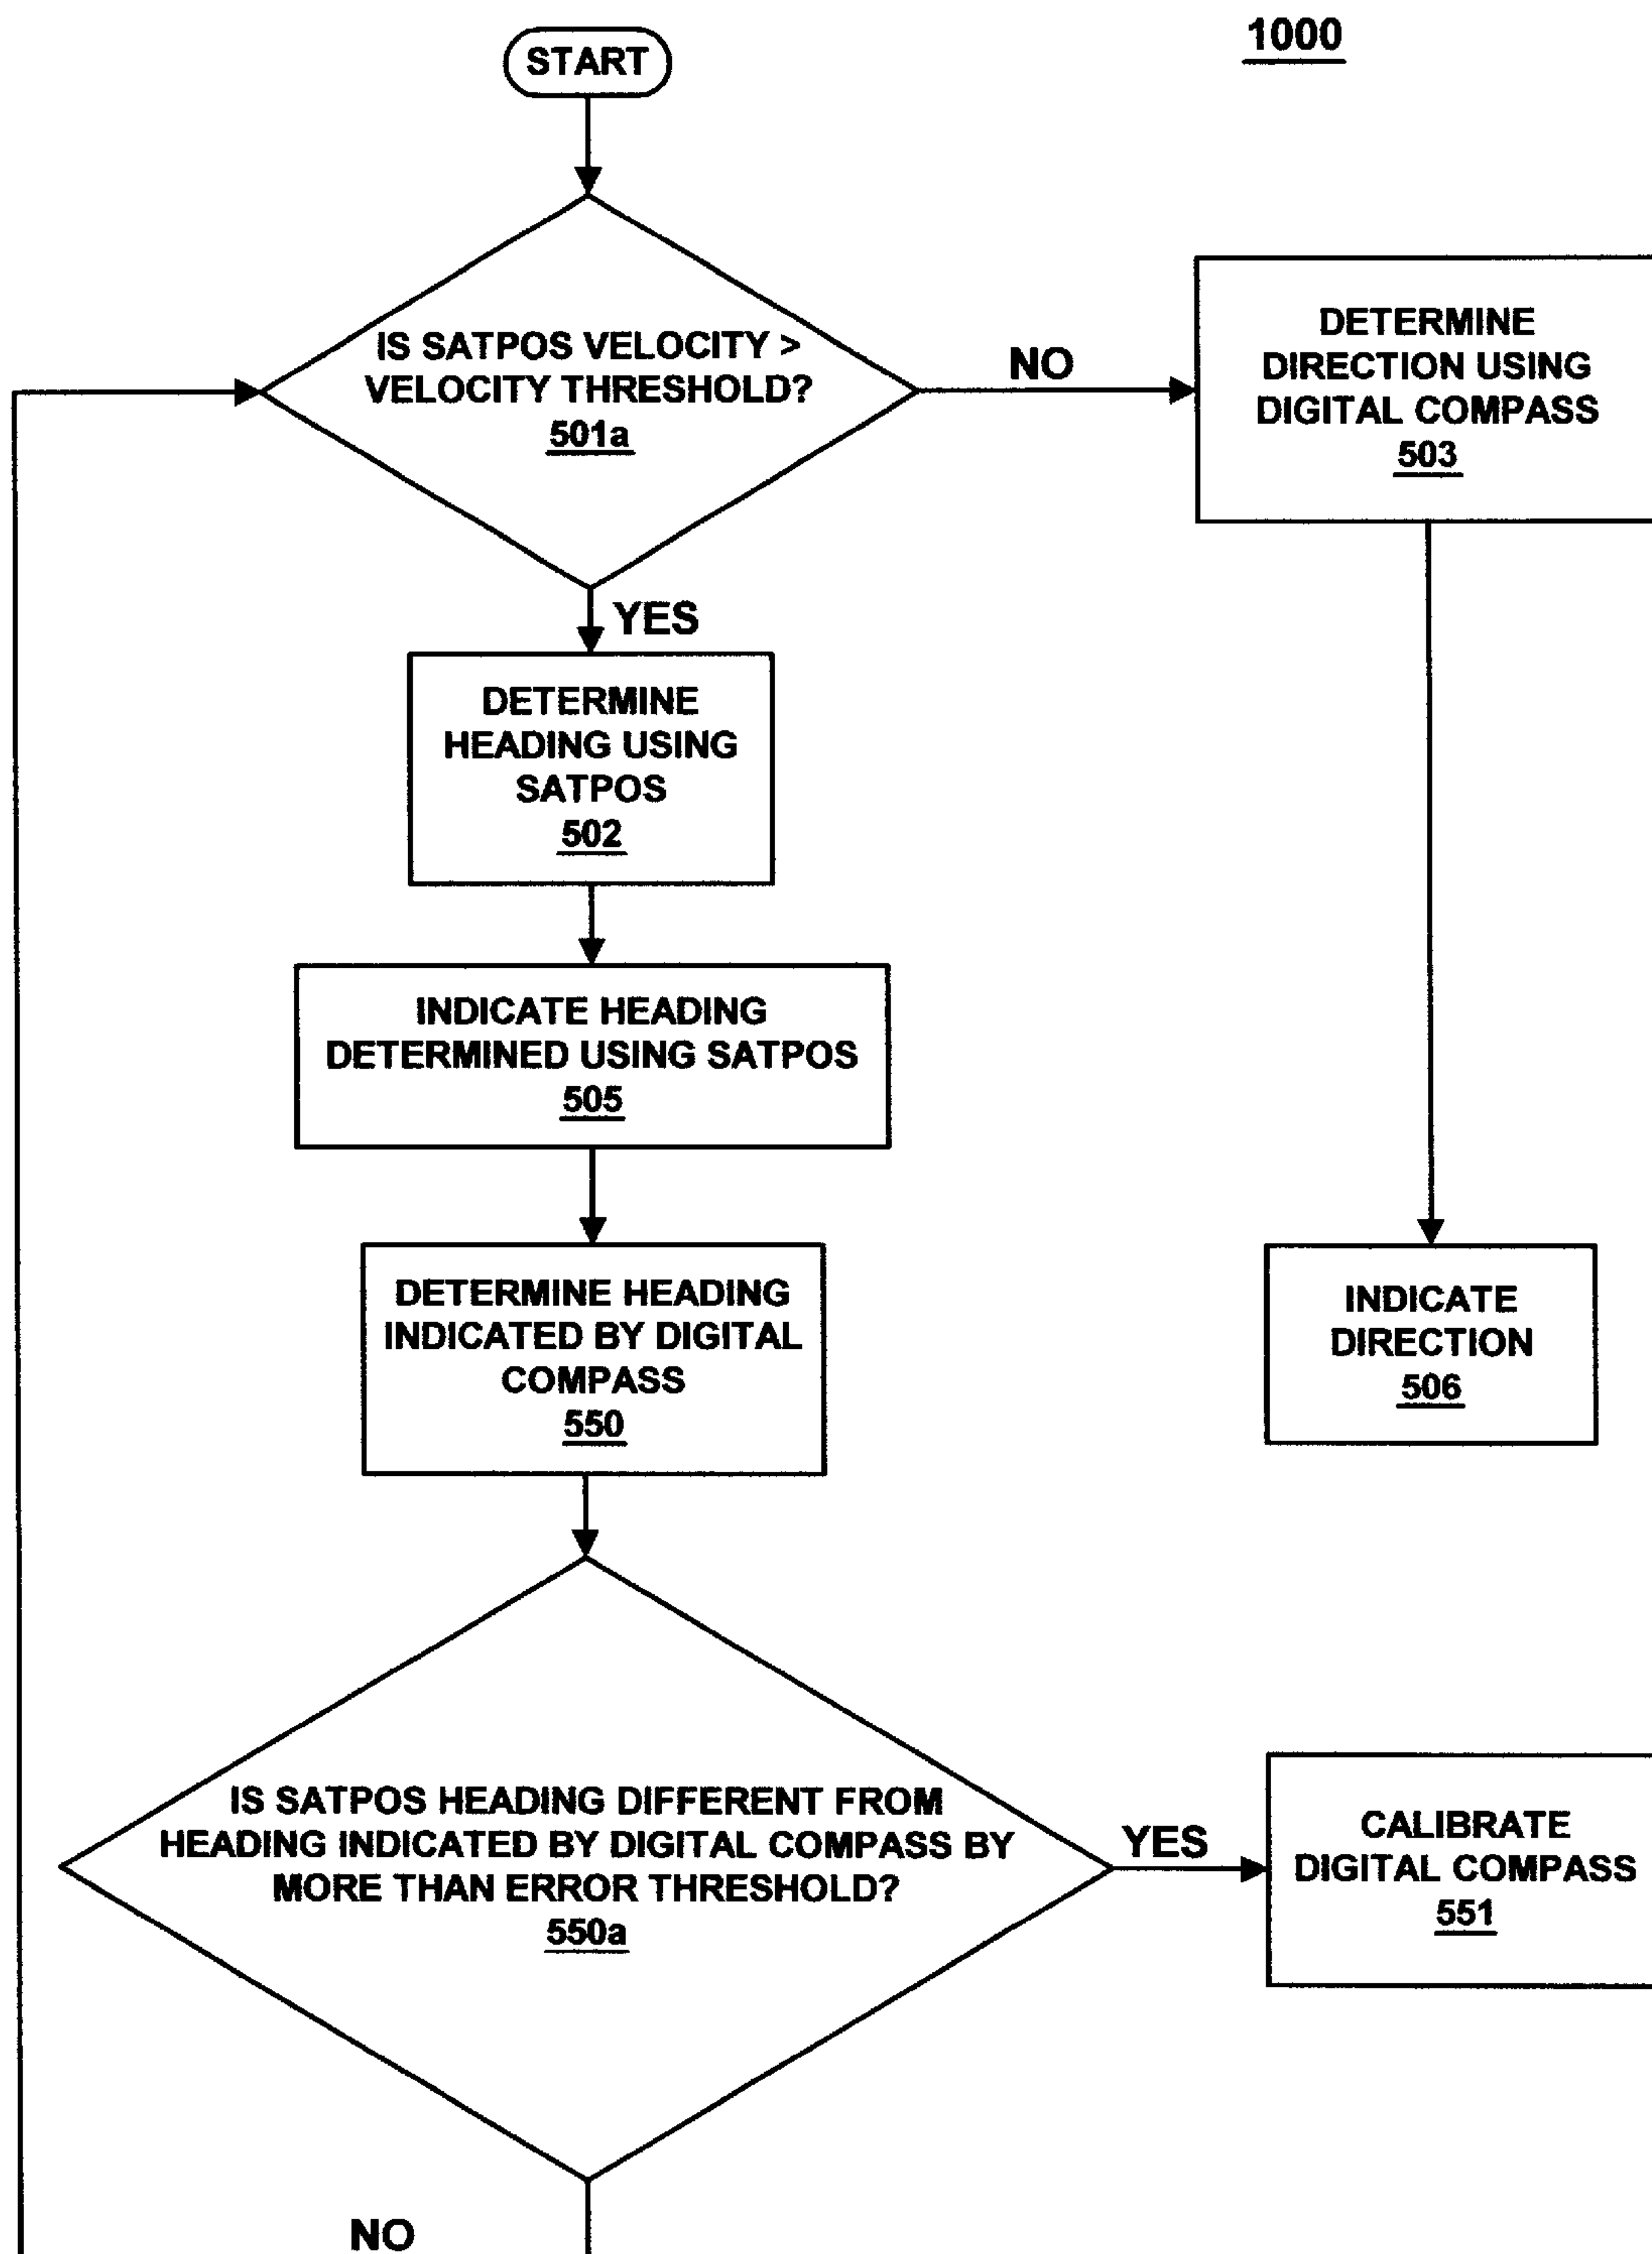 1000
START
IS SATPOS VELOCITY >
VELOCITY THRESHOLD?
501a
NO
DETERMINE
DIRECTION USING
DIGITAL COMPASS
503
YES
DETERMINE
HEADING USING
SATPOS
502
INDICATE HEADING
DETERMINED USING SATPOS
505
DETERMINE HEADING
INDICATED BY DIGITAL
COMPASS
550
INDICATE
DIRECTION
506
IS SATPOS HEADING DIFFERENT FROM
HEADING INDICATED BY DIGITAL COMPASS BY
MORE THAN ERROR THRESHOLD?
550a
YES
CALIBRATE
DIGITAL COMPASS
551
NO